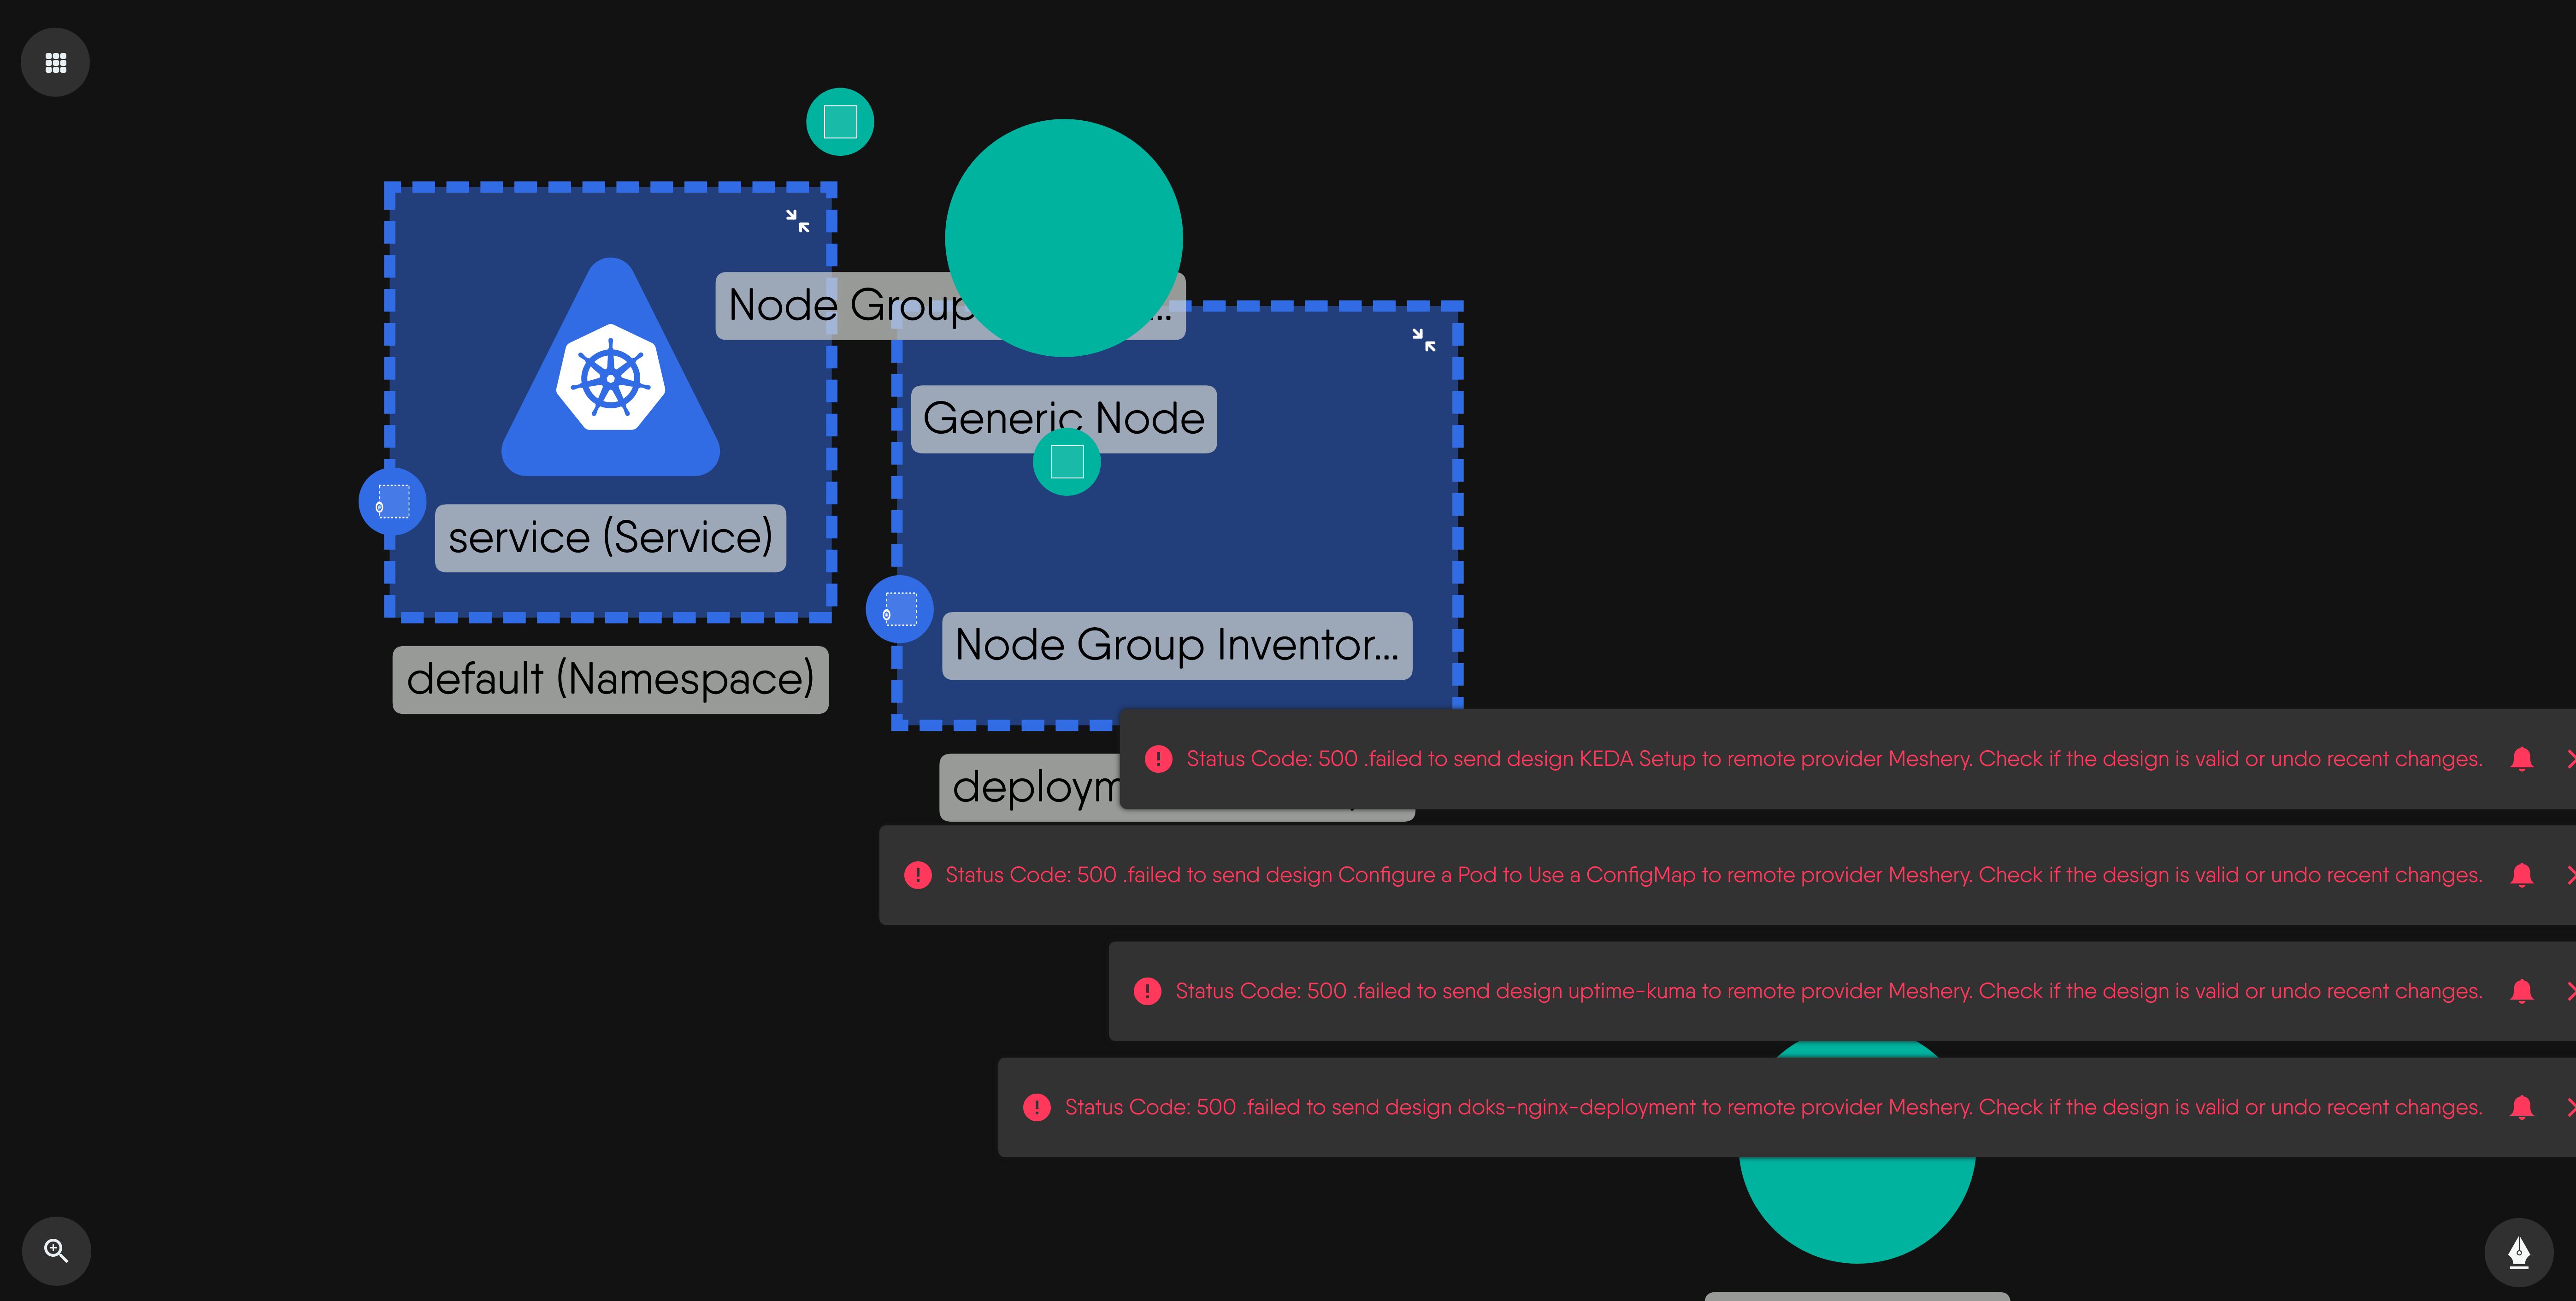 Node Group
...
Generic Node
service (Service)
Node Group Inventor...
default (Namespace)
Status Code: 500 .failed to send design KEDA Setup to remote provider Meshery. Check if the design is valid or undo recent changes.
Status Code: 500 .failed to send design Configure a Pod to Use a ConfigMap to remote provider Meshery. Check if the design is valid or undo recent changes.
Status Code: 500 .failed to send design uptime-kuma to remote provider Meshery. Check if the design is valid or undo recent changes.
Status Code: 500 .failed to send design doks-nginx-deployment to remote provider Meshery. Check if the design is valid or undo recent changes.